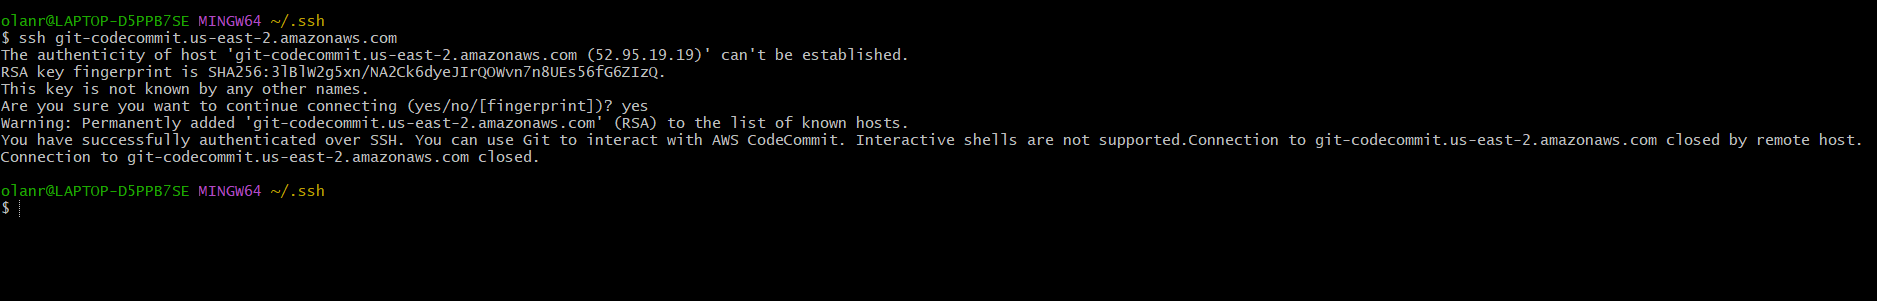 olanr@LAPTOP-D5PPB7SE MINGW64 ~/.ssh
$ ssh git-codecommit.us-east-2.amazonaws.com
The authenticity of host 'git-codecommit.us-east-2.amazonaws.com (52.95.19.19)' can't be established.
RSA key fingerprint is SHA256:3lBlW2g5xn/NA2Ck6dyeJIrQOWvn7n8UEs56fG6ZIzQ.
This key is not known by any other names.
Are you sure you want to continue connecting (yes/no/[fingerprint])? yes
Warning: Permanently added 'git-codecommit.us-east-2.amazonaws.com' (RSA) to the list of known hosts.
You have successfully authenticated over SSH. You can use Git to interact with AWS CodeCommit. Interactive shells are not supported.Connection to git-codecommit.us-east-2.amazonaws.com closed by remote host.
Connection to git-codecommit.us-east-2.amazonaws.com closed.
olanr@LAPTOP-D5PPB7SE MINGW64 ~/.ssh
$